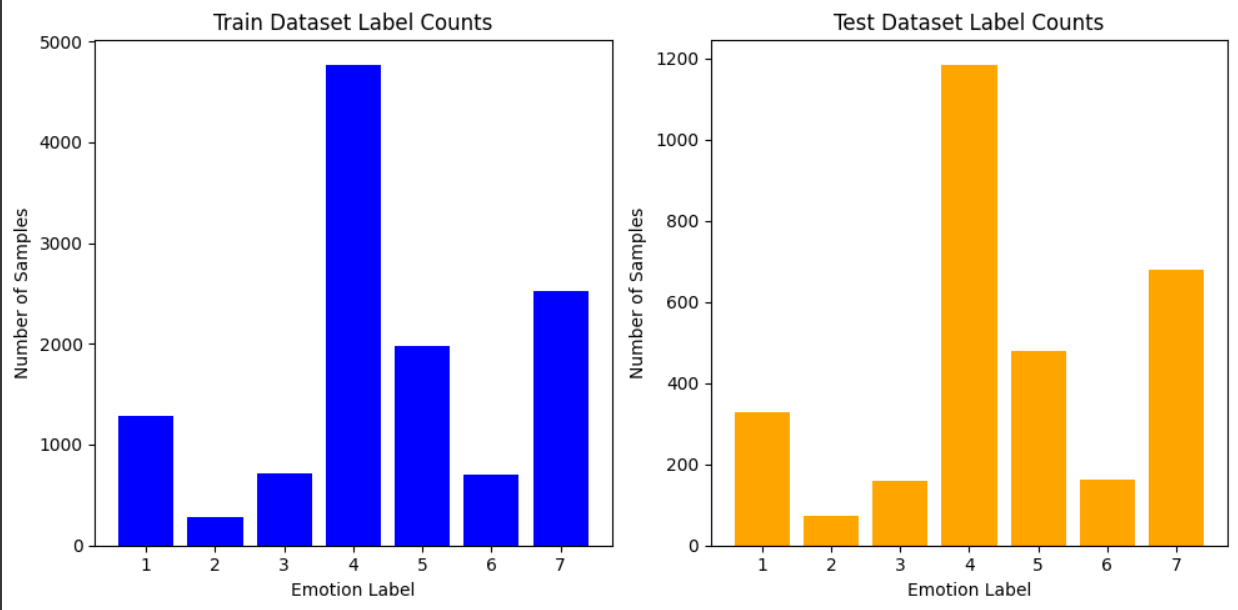 Train Dataset Label Counts
Number of Samples
5000
4000
3000
2000
1000
0
1 2 3 4 5 6 7
Emotion Label
Test Dataset Label Counts
Number of Samples
1200
1000
800
600
400
200
0
1 2 3 4 5 6 7
Emotion Label